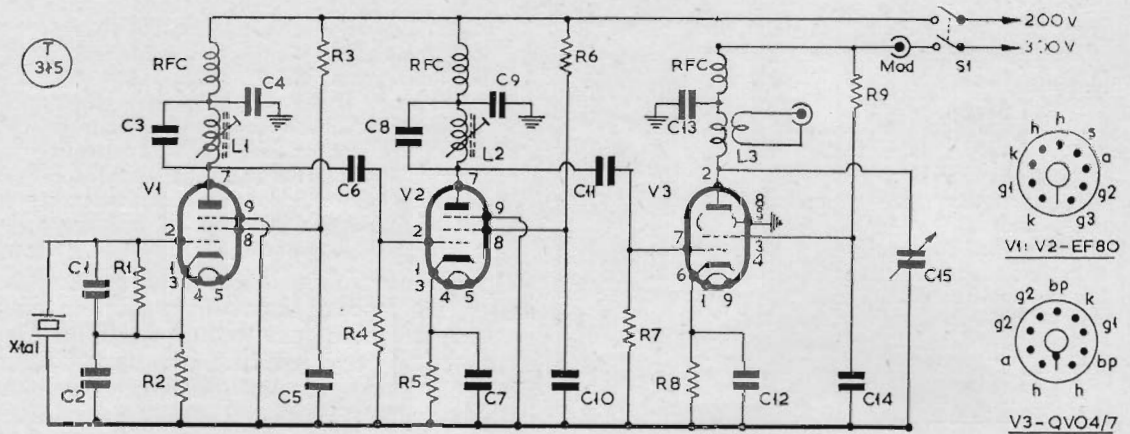 T
345
RFC
C3
C4
L1
R3
C6
V1
7
9
8
2
1
3
4
5
C1
R1
Xtal
C2
R2
C5
R4
RFC
C8
C9
L2
R6
C11
V2
7
9
8
2
1
3
4
5
R5
C7
C10
R7
RFC
C13
L3
R9
Mod
S1
200V
300V
V3
2
8
5
3
4
7
6
1
9
R8
C12
C14
C15
h h s
k a
g1 g2
k g3
V1: V2-EF80
g2 bp k
g2 g1
a bp
h h
V3-QV04/7